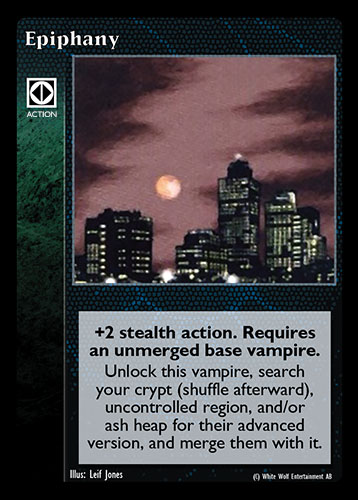 Epiphany
ACTION
+2 stealth action. Requires
an unmerged base vampire.
Unlock this vampire, search
your crypt (shuffle afterward),
uncontrolled region, and/or
ash heap for their advanced
version, and merge them with it.
Illus: Leif Jones
(C) White Wolf Entertainment AB